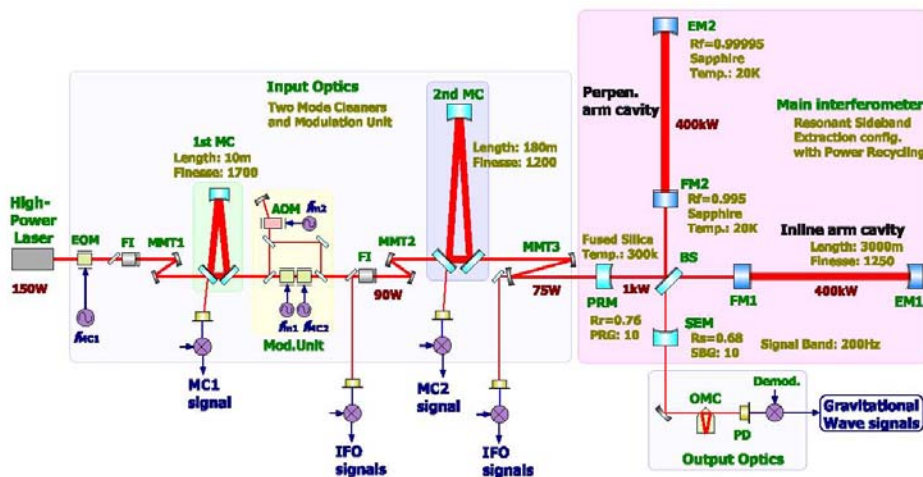 High-
Power
Laser
150W
EOM
fMC1
FI
MMT1
Input Optics
Two Mode Cleaners
and Modulation Unit
1st MC
Length: 10m
Finesse: 1700
MC1
signal
AOM
fm2
fm1
fMC2
Mod.Unit
FI
90W
IFO
signals
MMT2
2nd MC
Length: 180m
Finesse: 1200
MC2
signal
MMT3
75W
IFO
signals
EM2
Rf=0.99995
Sapphire
Temp.: 20K
Perpen.
arm cavity
400kW
Main interferometer
Resonant Sideband
Extraction config.
with Power Recycling
FM2
Rf=0.995
Sapphire
Temp.: 20K
Fused Silica
Temp.: 300k
BS
Inline arm cavity
Length: 3000m
Finesse: 1250
PRM
1kW
FM1
400kW
EM1
Rr=0.76
PRG: 10
SEM
Rs=0.68
SBG: 10
Signal Band: 200Hz
OMC
Demod.
PD
Output Optics
Gravitational
Wave signals